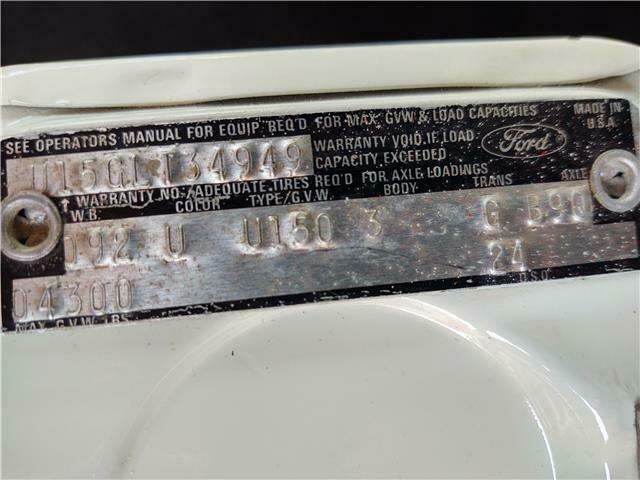 SEE OPERATORS MANUAL FOR EQUIP REQ'D FOR MAX. GVW & LOAD CAPACITIES MADE IN U.S.A.
U15GLT34949 WARRANTY VOID IF LOAD CAPACITY EXCEEDED Ford
↑ WARRANTY NO./ADEQUATE TIRES REQ'D FOR AXLE LOADINGS
W.B. COLOR TYPE/G.V.W. BODY TRANS AXLE
092 U U150 3 G B90
04300 24
MAX. G.V.W. LBS. D.S.O.